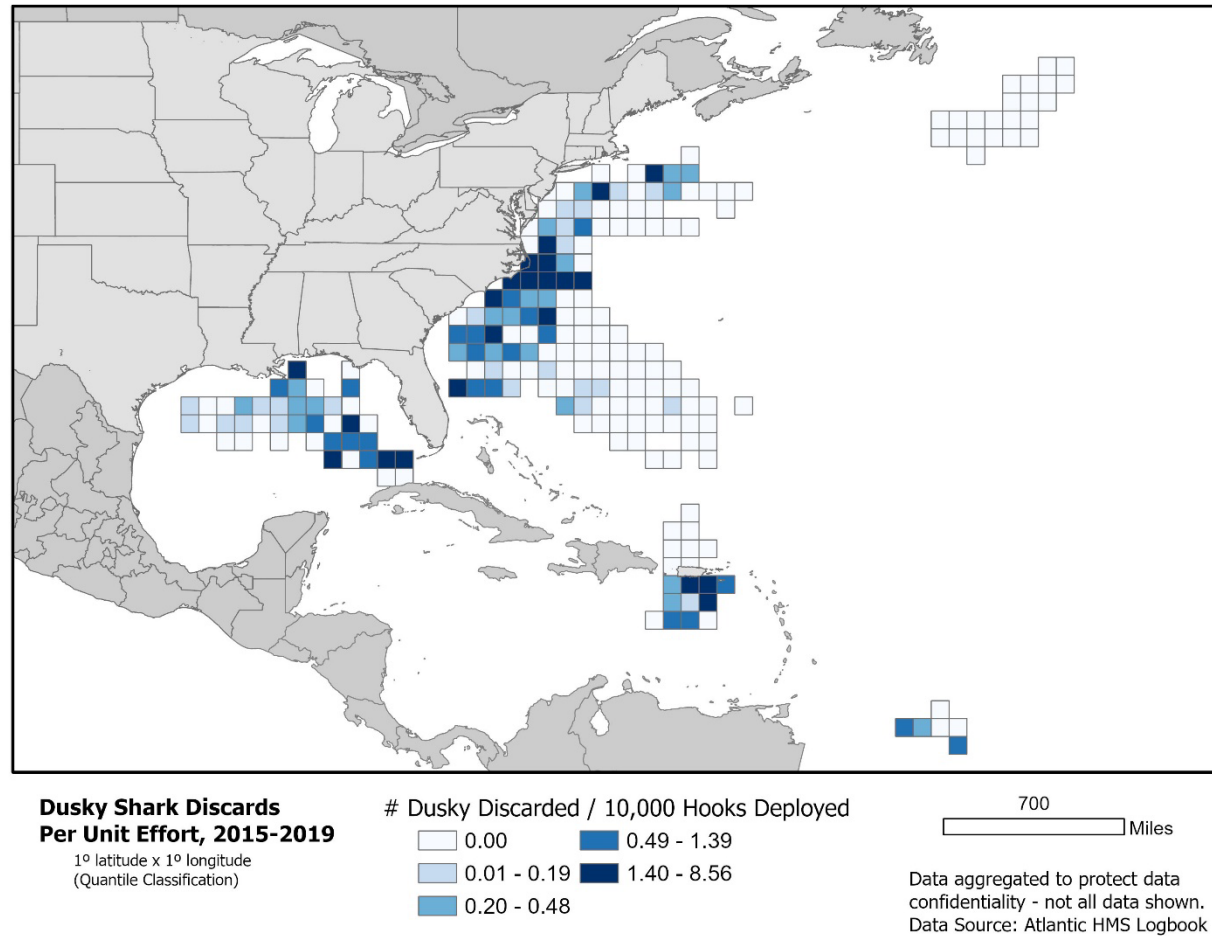 Dusky Shark Discards
Per Unit Effort, 2015-2019
1º latitude x 1º longitude
(Quantile Classification)
# Dusky Discarded / 10,000 Hooks Deployed
0.00
0.01 - 0.19
0.20 - 0.48
0.49 - 1.39
1.40 - 8.56
700
Miles
Data aggregated to protect data
confidentiality - not all data shown.
Data Source: Atlantic HMS Logbook